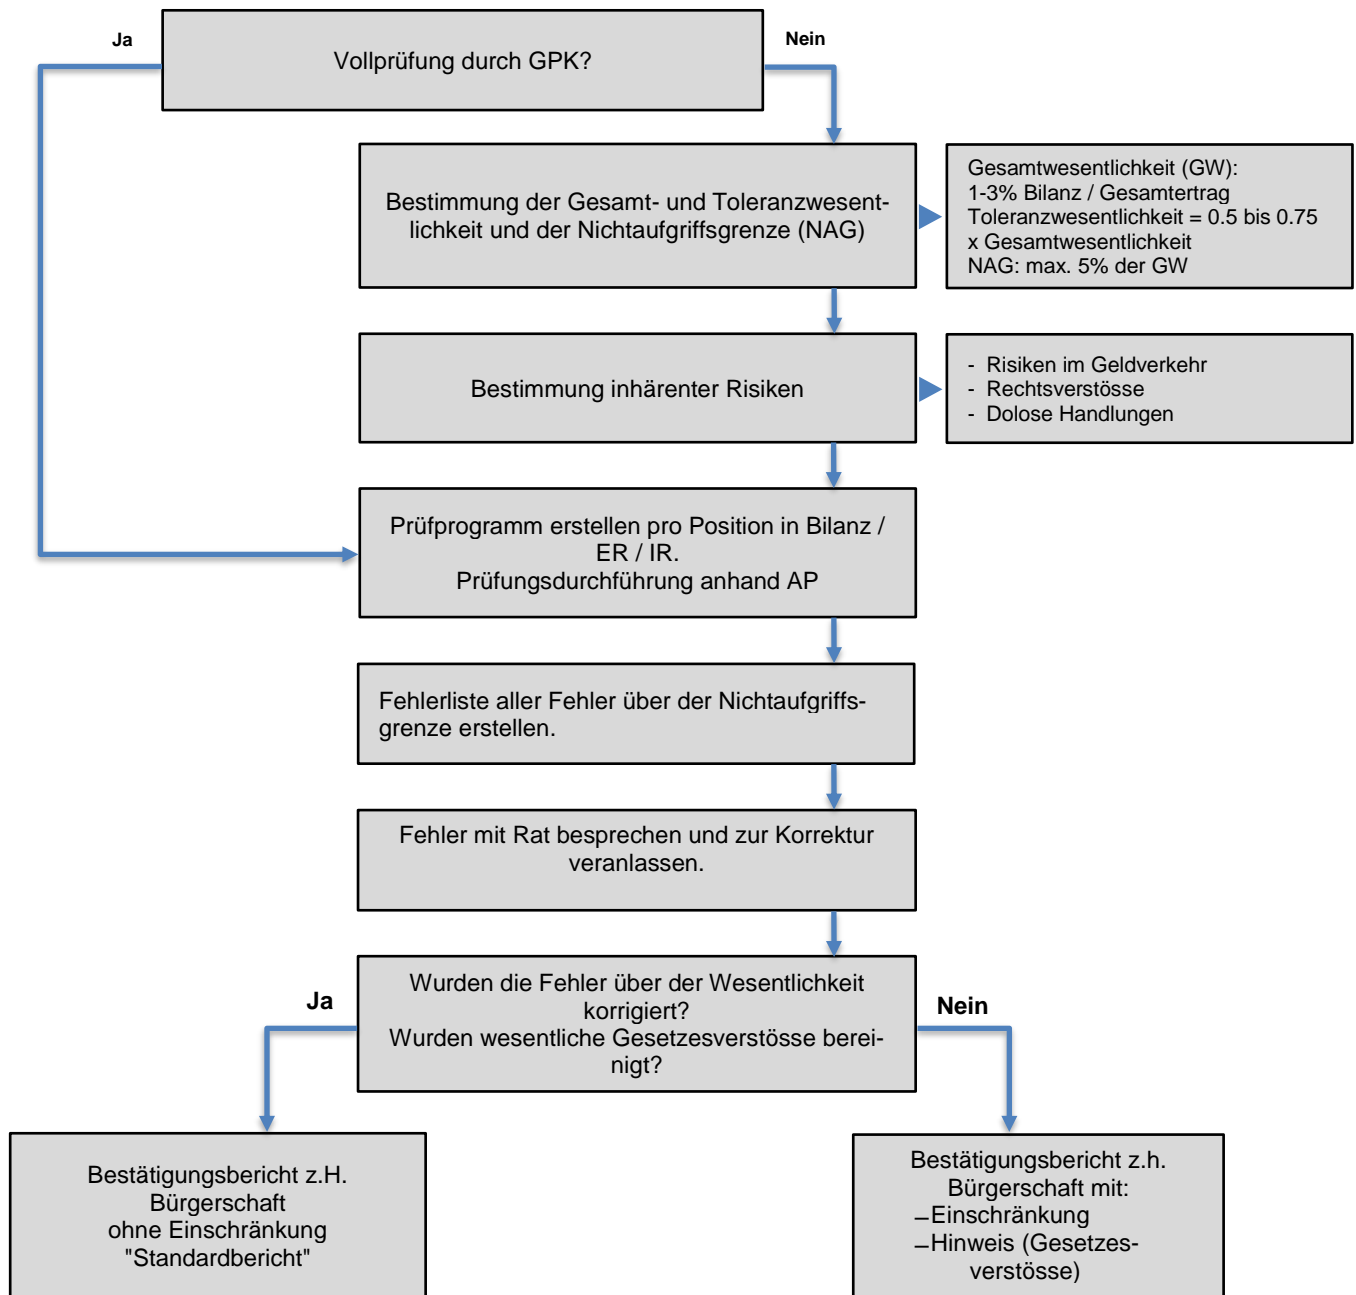 Ja
Vollprüfung durch GPK?
Nein
Bestimmung der Gesamt- und Toleranzwesent-
lichkeit und der Nichtaufgriffsgrenze (NAG)
Gesamtwesentlichkeit (GW):
1-3% Bilanz / Gesamtertrag
Toleranzwesentlichkeit = 0.5 bis 0.75
x Gesamtwesentlichkeit
NAG: max. 5% der GW
Bestimmung inhärenter Risiken
- Risiken im Geldverkehr
- Rechtsverstösse
- Dolose Handlungen
Prüfprogramm erstellen pro Position in Bilanz /
ER / IR.
Prüfungsdurchführung anhand AP
Fehlerliste aller Fehler über der Nichtaufgriffs-
grenze erstellen.
Fehler mit Rat besprechen und zur Korrektur
veranlassen.
Wurden die Fehler über der Wesentlichkeit
korrigiert?
Wurden wesentliche Gesetzesverstösse berei-
nigt?
Ja
Nein
Bestätigungsbericht z.H.
Bürgerschaft
ohne Einschränkung
"Standardbericht"
Bestätigungsbericht z.h.
Bürgerschaft mit:
–Einschränkung
–Hinweis (Gesetzes-
verstösse)